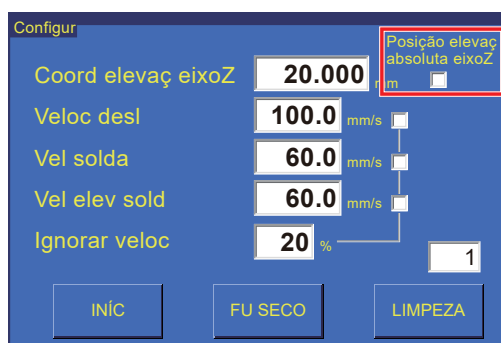 Configur
Posição elevaç
absoluta eixoZ
Coord elevaç eixoZ 20.000 mm
Veloc desl 100.0 mm/s
Vel solda 60.0 mm/s
Vel elev sold 60.0 mm/s
Ignorar veloc 20 %
1
INÍC FU SECO LIMPEZA